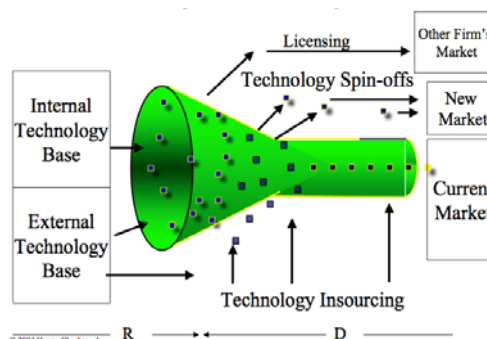 Licensing
Other Firm's
Market
Technology Spin-offs
Internal
Technology
Base
New
Market
Current
Market
External
Technology
Base
Technology Insourcing
R
D